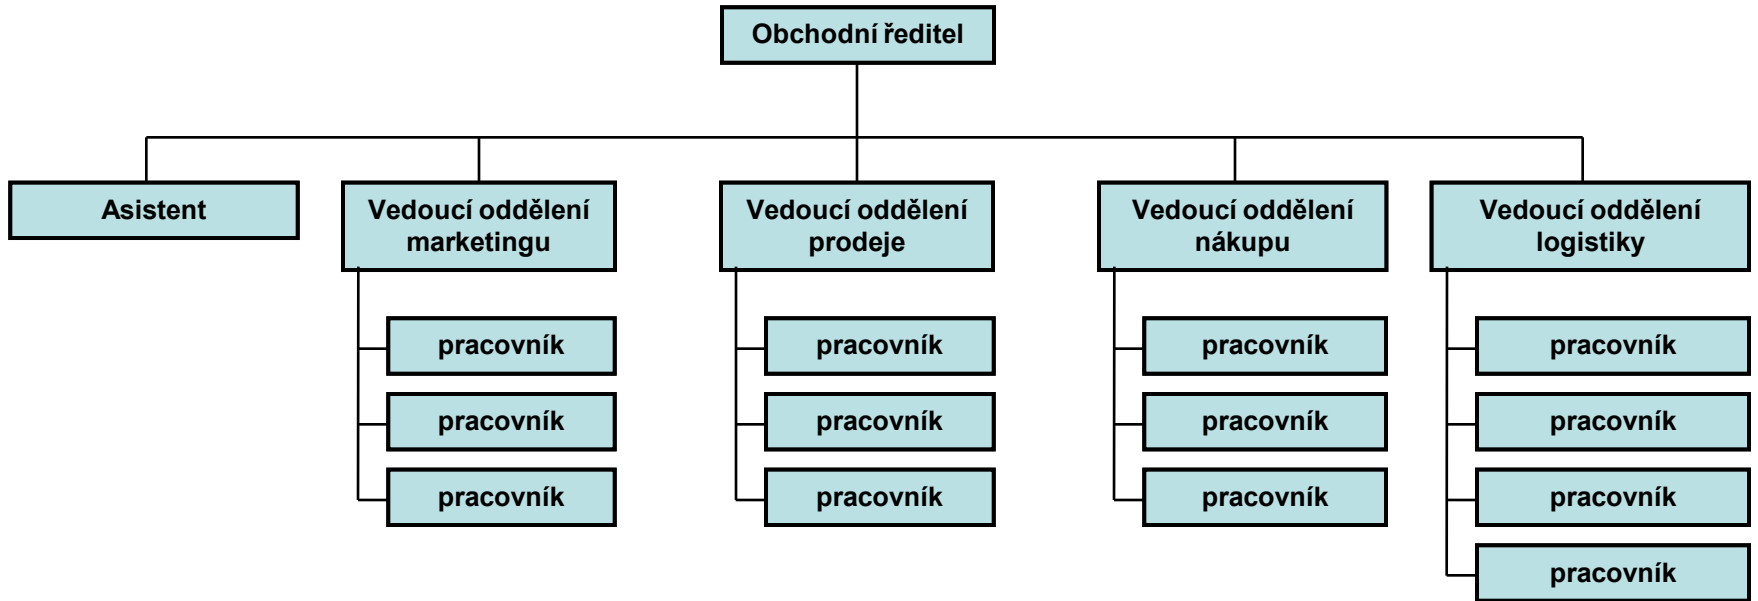 Obchodní ředitel
Asistent
Vedoucí oddělení
marketingu
Vedoucí oddělení
prodeje
Vedoucí oddělení
nákupu
Vedoucí oddělení
logistiky
pracovník
pracovník
pracovník
pracovník
pracovník
pracovník
pracovník
pracovník
pracovník
pracovník
pracovník
pracovník
pracovník